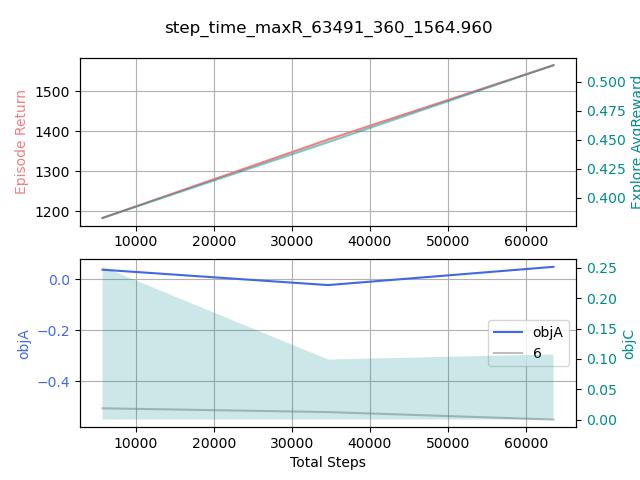 step_time_maxR_63491_360_1564.960
1500
1400
1300
1200
Episode Return
0.500
0.475
0.450
0.425
0.400
Explore AvgReward
10000 20000 30000 40000 50000 60000
0.0
−0.2
−0.4
objA
objA
6
0.25
0.20
0.15
0.10
0.05
0.00
objC
10000 20000 30000 40000 50000 60000
Total Steps